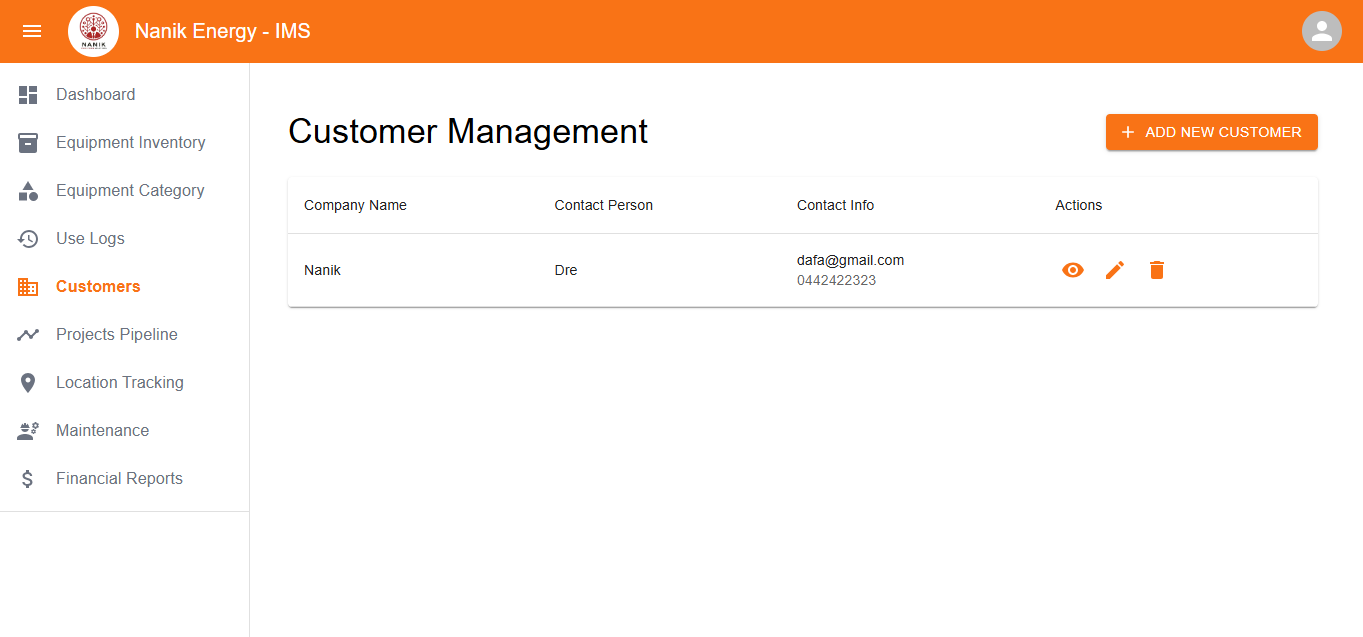 NANIK
Nanik Energy - IMS
Dashboard
Equipment Inventory
Equipment Category
Use Logs
Customers
Projects Pipeline
Location Tracking
Maintenance
Financial Reports
Customer Management
+ ADD NEW CUSTOMER
Company Name Contact Person Contact Info Actions
Nanik Dre dafa@gmail.com
0442422323